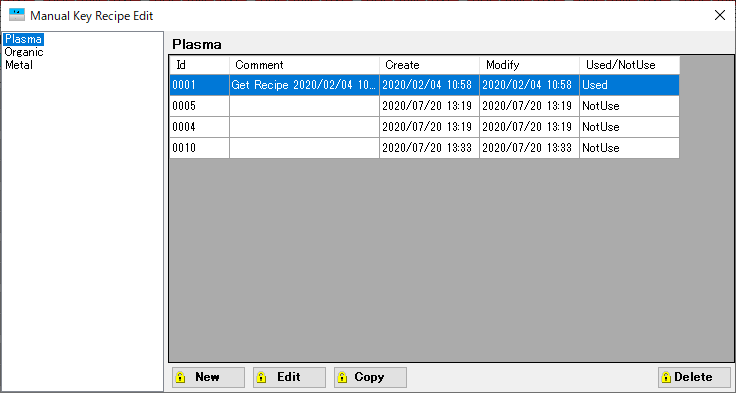 Manual Key Recipe Edit
Plasma
Organic
Metal
Plasma
Id Comment Create Modify Used/NotUse
0001 Get Recipe 2020/02/04 10... 2020/02/04 10:58 2020/02/04 10:58 Used
0005 2020/07/20 13:19 2020/07/20 13:19 NotUse
0004 2020/07/20 13:19 2020/07/20 13:19 NotUse
0010 2020/07/20 13:33 2020/07/20 13:33 NotUse
New Edit Copy Delete